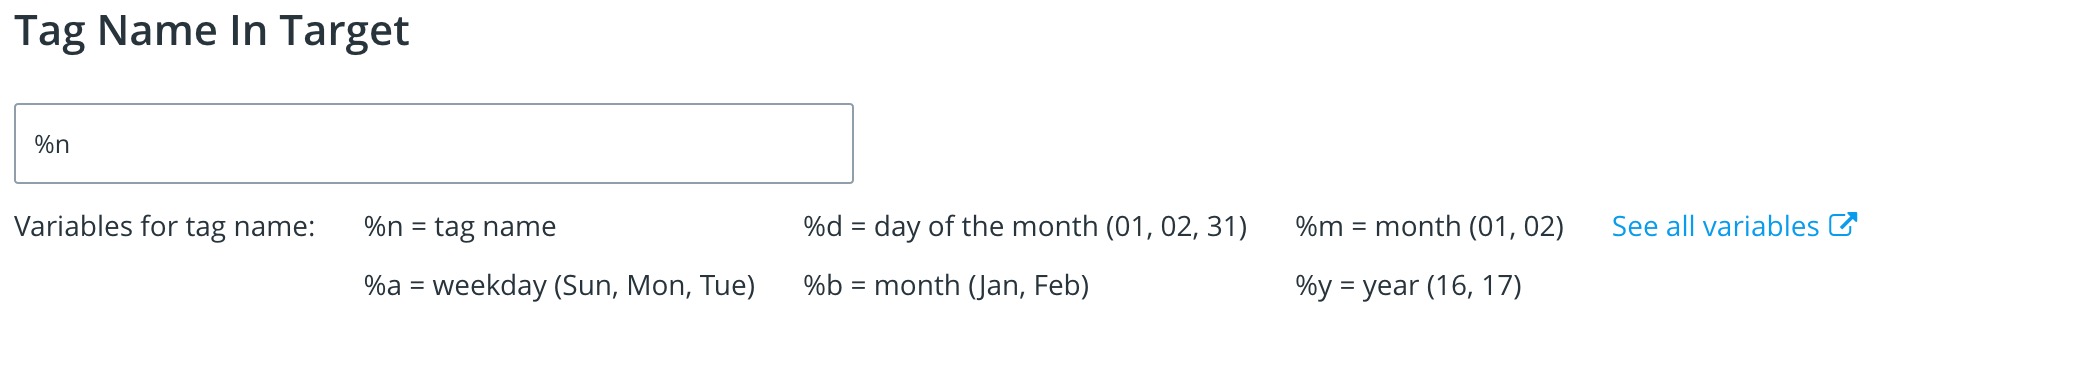 Tag Name In Target
%n
Variables for tag name: %n = tag name %d = day of the month (01, 02, 31) %m = month (01, 02) See all variables
%a = weekday (Sun, Mon, Tue) %b = month (Jan, Feb) %y = year (16, 17)